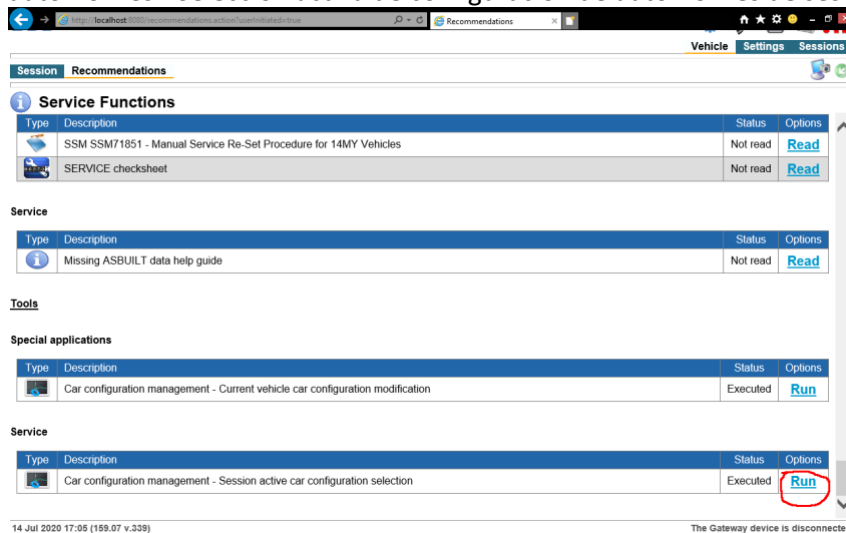 http://localhost:8080/recommendations.action?userInitiated=true
Recommendations
Vehicle Settings Sessions
Session Recommendations
Service Functions
Type Description Status Options
SSM SSM71851 - Manual Service Re-Set Procedure for 14MY Vehicles Not read Read
SERVICE checksheet Not read Read
Service
Type Description Status Options
Missing ASBUILT data help guide Not read Read
Tools
Special applications
Type Description Status Options
Car configuration management - Current vehicle car configuration modification Executed Run
Service
Type Description Status Options
Car configuration management - Session active car configuration selection Executed Run
14 Jul 2020 17:05 (159.07 v.339) The Gateway device is disconnecte